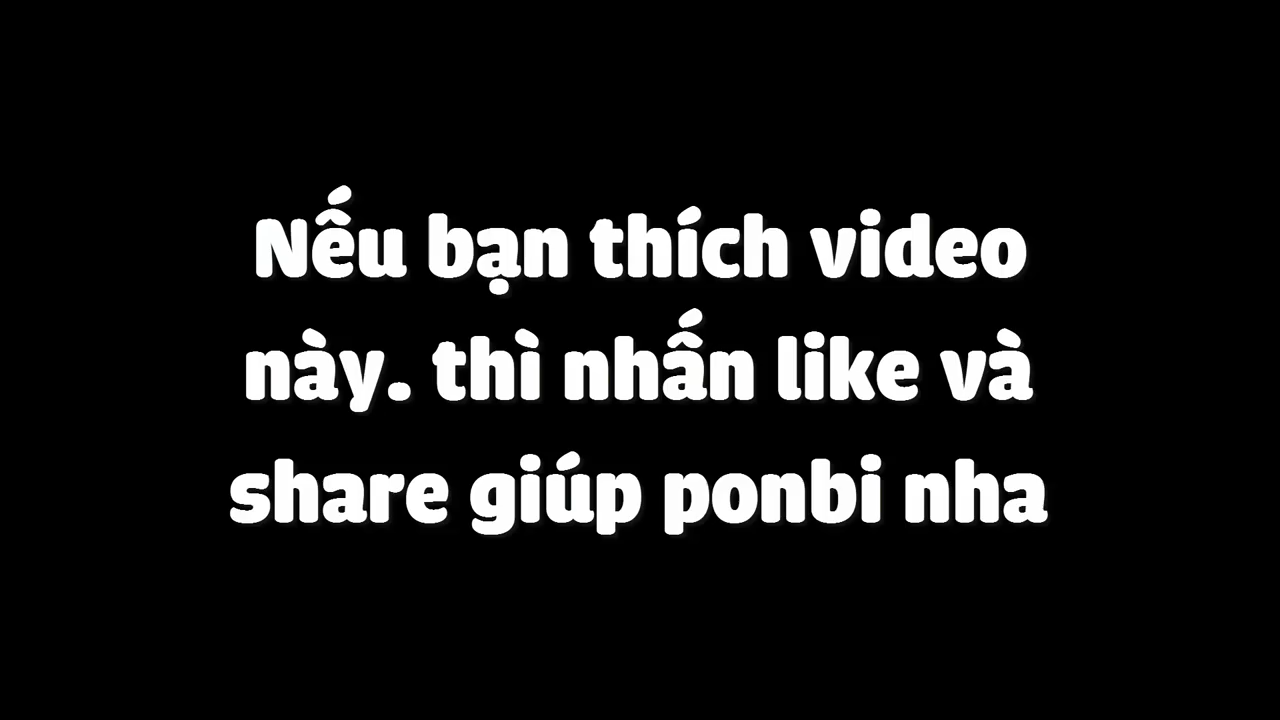 Nếu bạn thích video
này. thì nhấn like và
share giúp ponbi nha